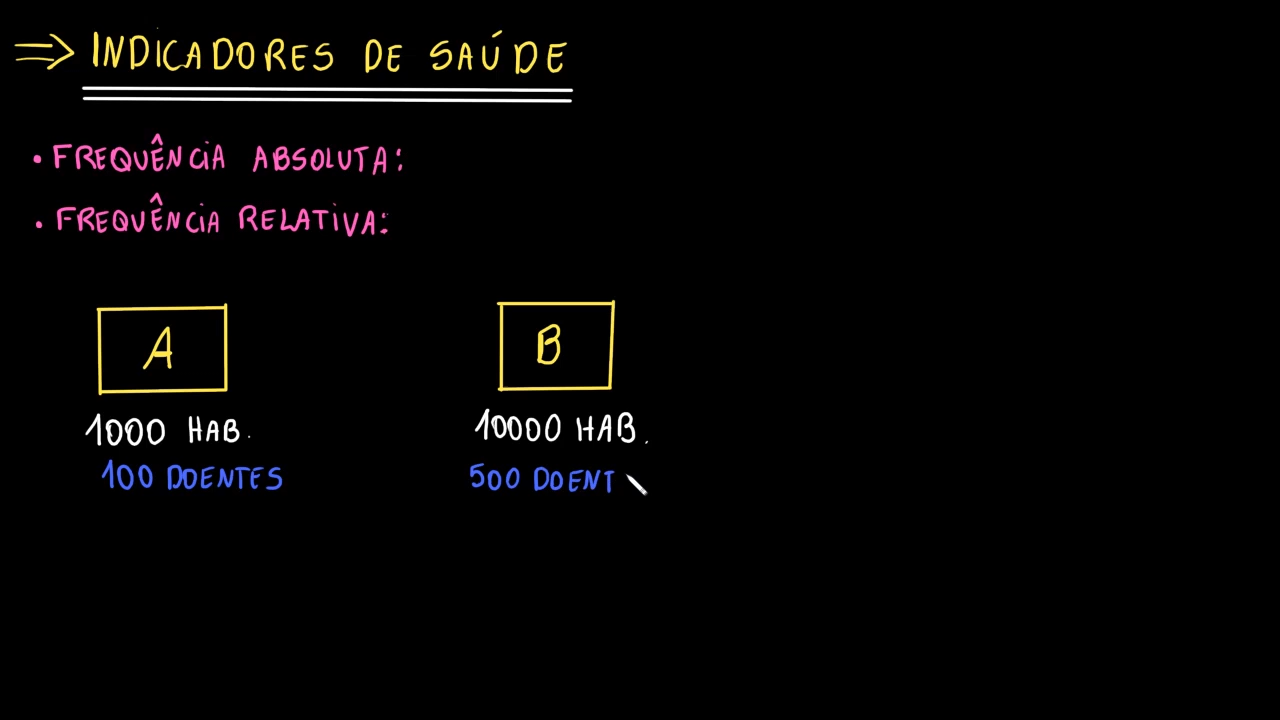 ⇒ INDICADORES DE SAÚDE
• FREQUÊNCIA ABSOLUTA:
• FREQUÊNCIA RELATIVA:
A B
1000 HAB. 10000 HAB.
100 DOENTES 500 DOENT